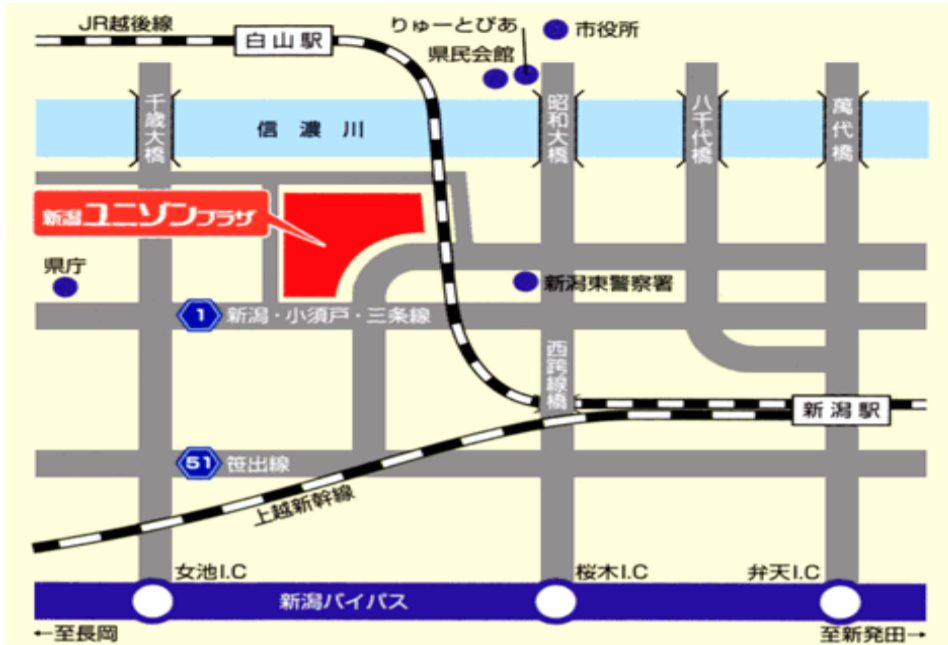 JR越後線
白山駅
りゅーとぴあ
県民会館
市役所
千歳大橋
信濃川
昭和大橋
八千代橋
萬代橋
新潟ユニゾンプラザ
県庁
新潟東警察署
1
新潟・小須戸・三条線
西跨線橋
新潟駅
51
笹出線
上越新幹線
女池I.C
桜木I.C
弁天I.C
新潟バイパス
←至長岡
至新発田→